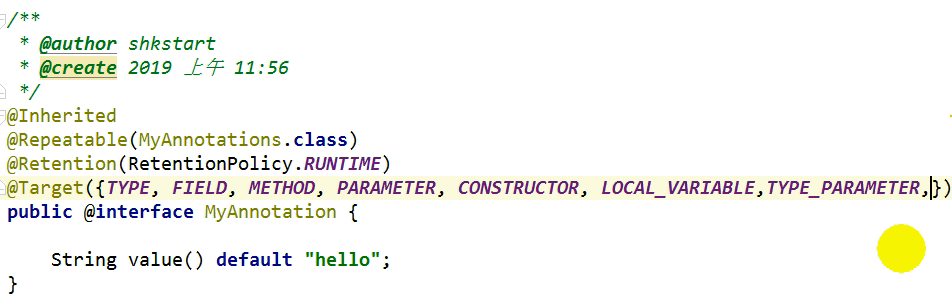 /**
 * @author shkstart
 * @create 2019 上午 11:56
 */
@Inherited
@Repeatable(MyAnnotations.class)
@Retention(RetentionPolicy.RUNTIME)
@Target({TYPE, FIELD, METHOD, PARAMETER, CONSTRUCTOR, LOCAL_VARIABLE,TYPE_PARAMETER,})
public @interface MyAnnotation {
    String value() default "hello";
}